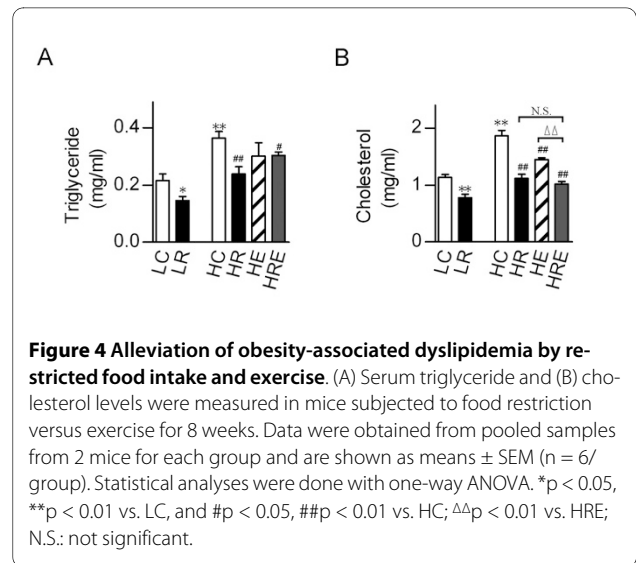 A
B
Triglyceride
(mg/ml)
0.4
0.2
0.0
**
*
##
#
LC
LR
HC
HR
HE
HRE
Cholesterol
(mg/ml)
2
1
0
N.S.
ΔΔ
**
**
##
##
##
LC
LR
HC
HR
HE
HRE
Figure 4 Alleviation of obesity-associated dyslipidemia by re-
stricted food intake and exercise. (A) Serum triglyceride and (B) cho-
lesterol levels were measured in mice subjected to food restriction
versus exercise for 8 weeks. Data were obtained from pooled samples
from 2 mice for each group and are shown as means ± SEM (n = 6/
group). Statistical analyses were done with one-way ANOVA. *p < 0.05,
**p < 0.01 vs. LC, and #p < 0.05, ##p < 0.01 vs. HC; ΔΔp < 0.01 vs. HRE;
N.S.: not significant.